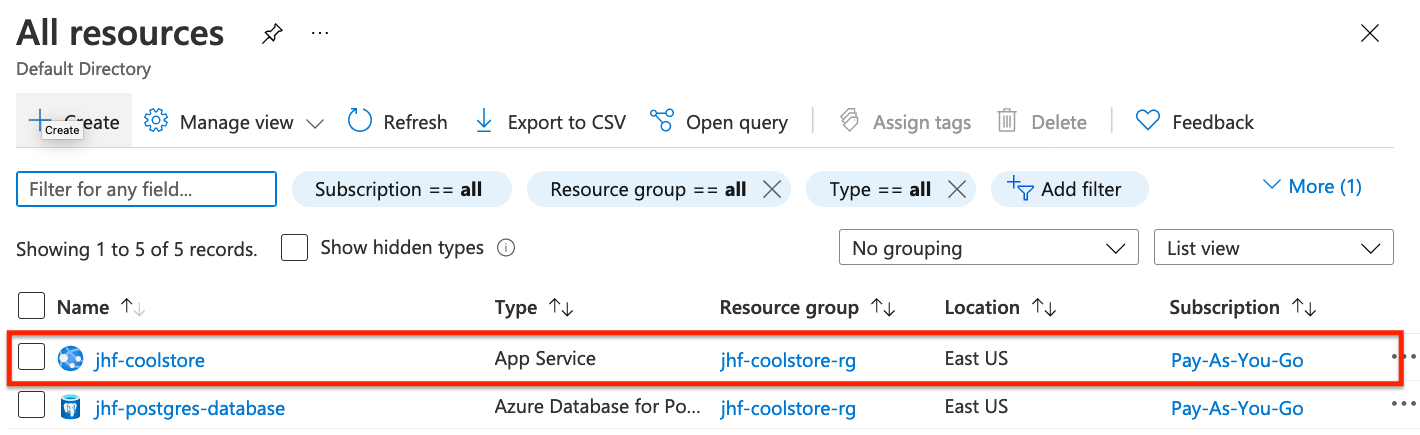 All resources ...
Default Directory
Create Manage view Refresh Export to CSV Open query Assign tags Delete Feedback
Create
Filter for any field... Subscription == all Resource group == all Type == all Add filter More (1)
Showing 1 to 5 of 5 records. Show hidden types No grouping List view
Name Type Resource group Location Subscription
jhf-coolstore App Service jhf-coolstore-rg East US Pay-As-You-Go ...
jhf-postgres-database Azure Database for Po... jhf-coolstore-rg East US Pay-As-You-Go ...